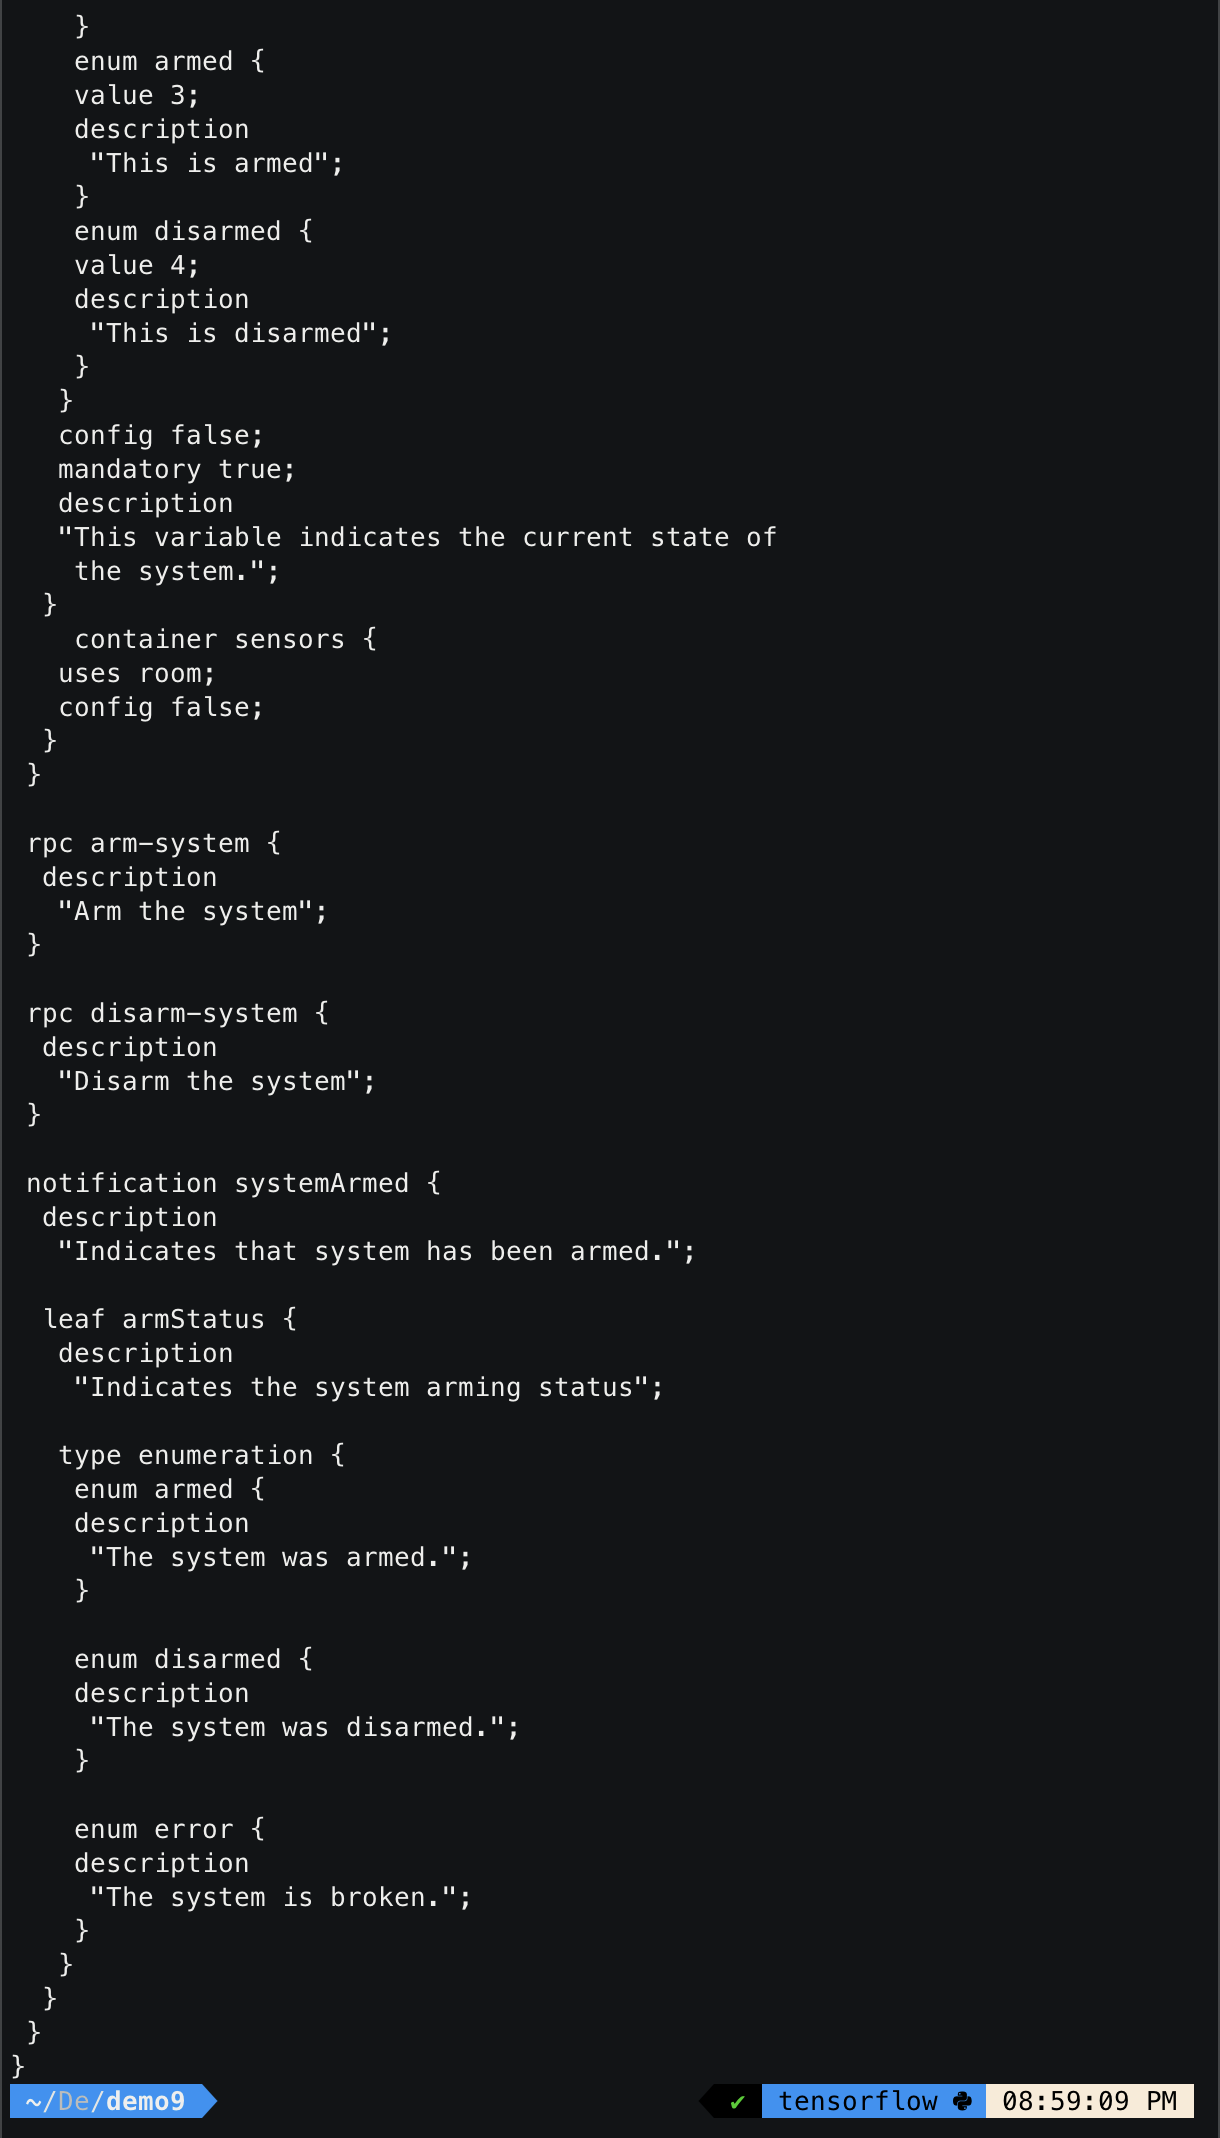 }
    enum armed {
    value 3;
    description
     "This is armed";
    }
    enum disarmed {
    value 4;
    description
     "This is disarmed";
    }
   }
   config false;
   mandatory true;
   description
   "This variable indicates the current state of
    the system.";
  }
    container sensors {
   uses room;
   config false;
  }
 }

 rpc arm-system {
  description
   "Arm the system";
 }

 rpc disarm-system {
  description
   "Disarm the system";
 }

 notification systemArmed {
  description
   "Indicates that system has been armed.";

  leaf armStatus {
   description
    "Indicates the system arming status";

   type enumeration {
    enum armed {
    description
     "The system was armed.";
    }

    enum disarmed {
    description
     "The system was disarmed.";
    }

    enum error {
    description
     "The system is broken.";
    }
   }
  }
 }
}
~/De/demo9 ✔ tensorflow 08:59:09 PM